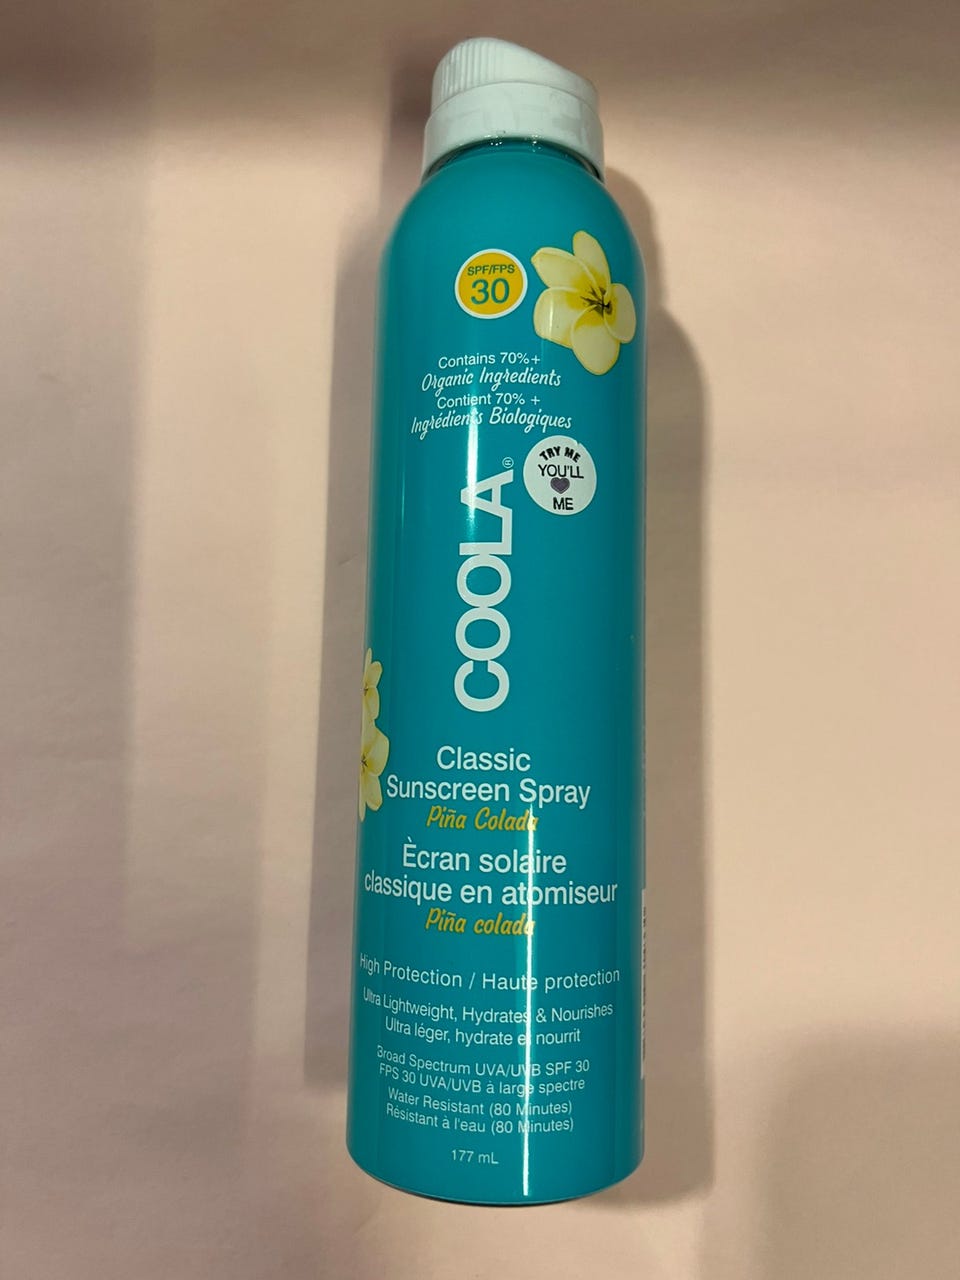 SPF/FPS
30
Contains 70%+
Organic Ingredients
Contient 70% +
Ingrédients Biologiques
TRY ME
YOU'LL
ME
COOLA®
Classic
Sunscreen Spray
Piña Colada
Ècran solaire
classique en atomiseur
Piña colada
High Protection / Haute protection
Ultra Lightweight, Hydrates & Nourishes
Ultra léger, hydrate et nourrit
Broad Spectrum UVA/UVB SPF 30
FPS 30 UVA/UVB à large spectre
Water Resistant (80 Minutes)
Résistant à l'eau (80 Minutes)
177 mL